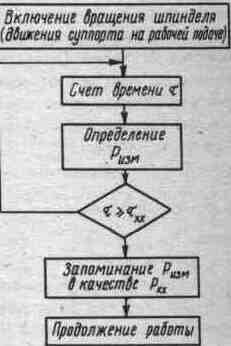 Включение вращения шпинделя
(движения суппорта на рабочей подаче)
Счет времени τ
Определение
Pизм
τ ≥ τхх
Запоминание Pизм
в качестве Pхх
Продолжение работы